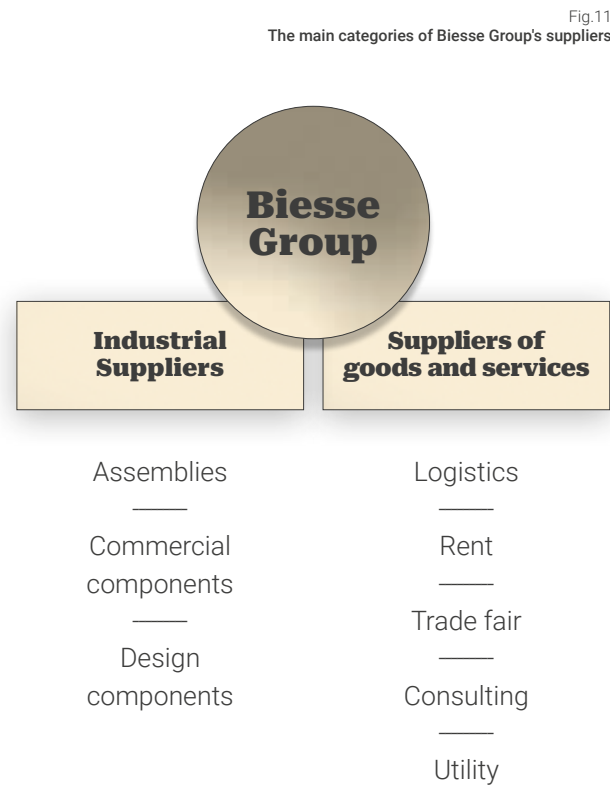 Fig.11
The main categories of Biesse Group's suppliers
Biesse
Group
Industrial
Suppliers
Assemblies
Commercial
components
Design
components
Suppliers of
goods and services
Logistics
Rent
Trade fair
Consulting
Utility